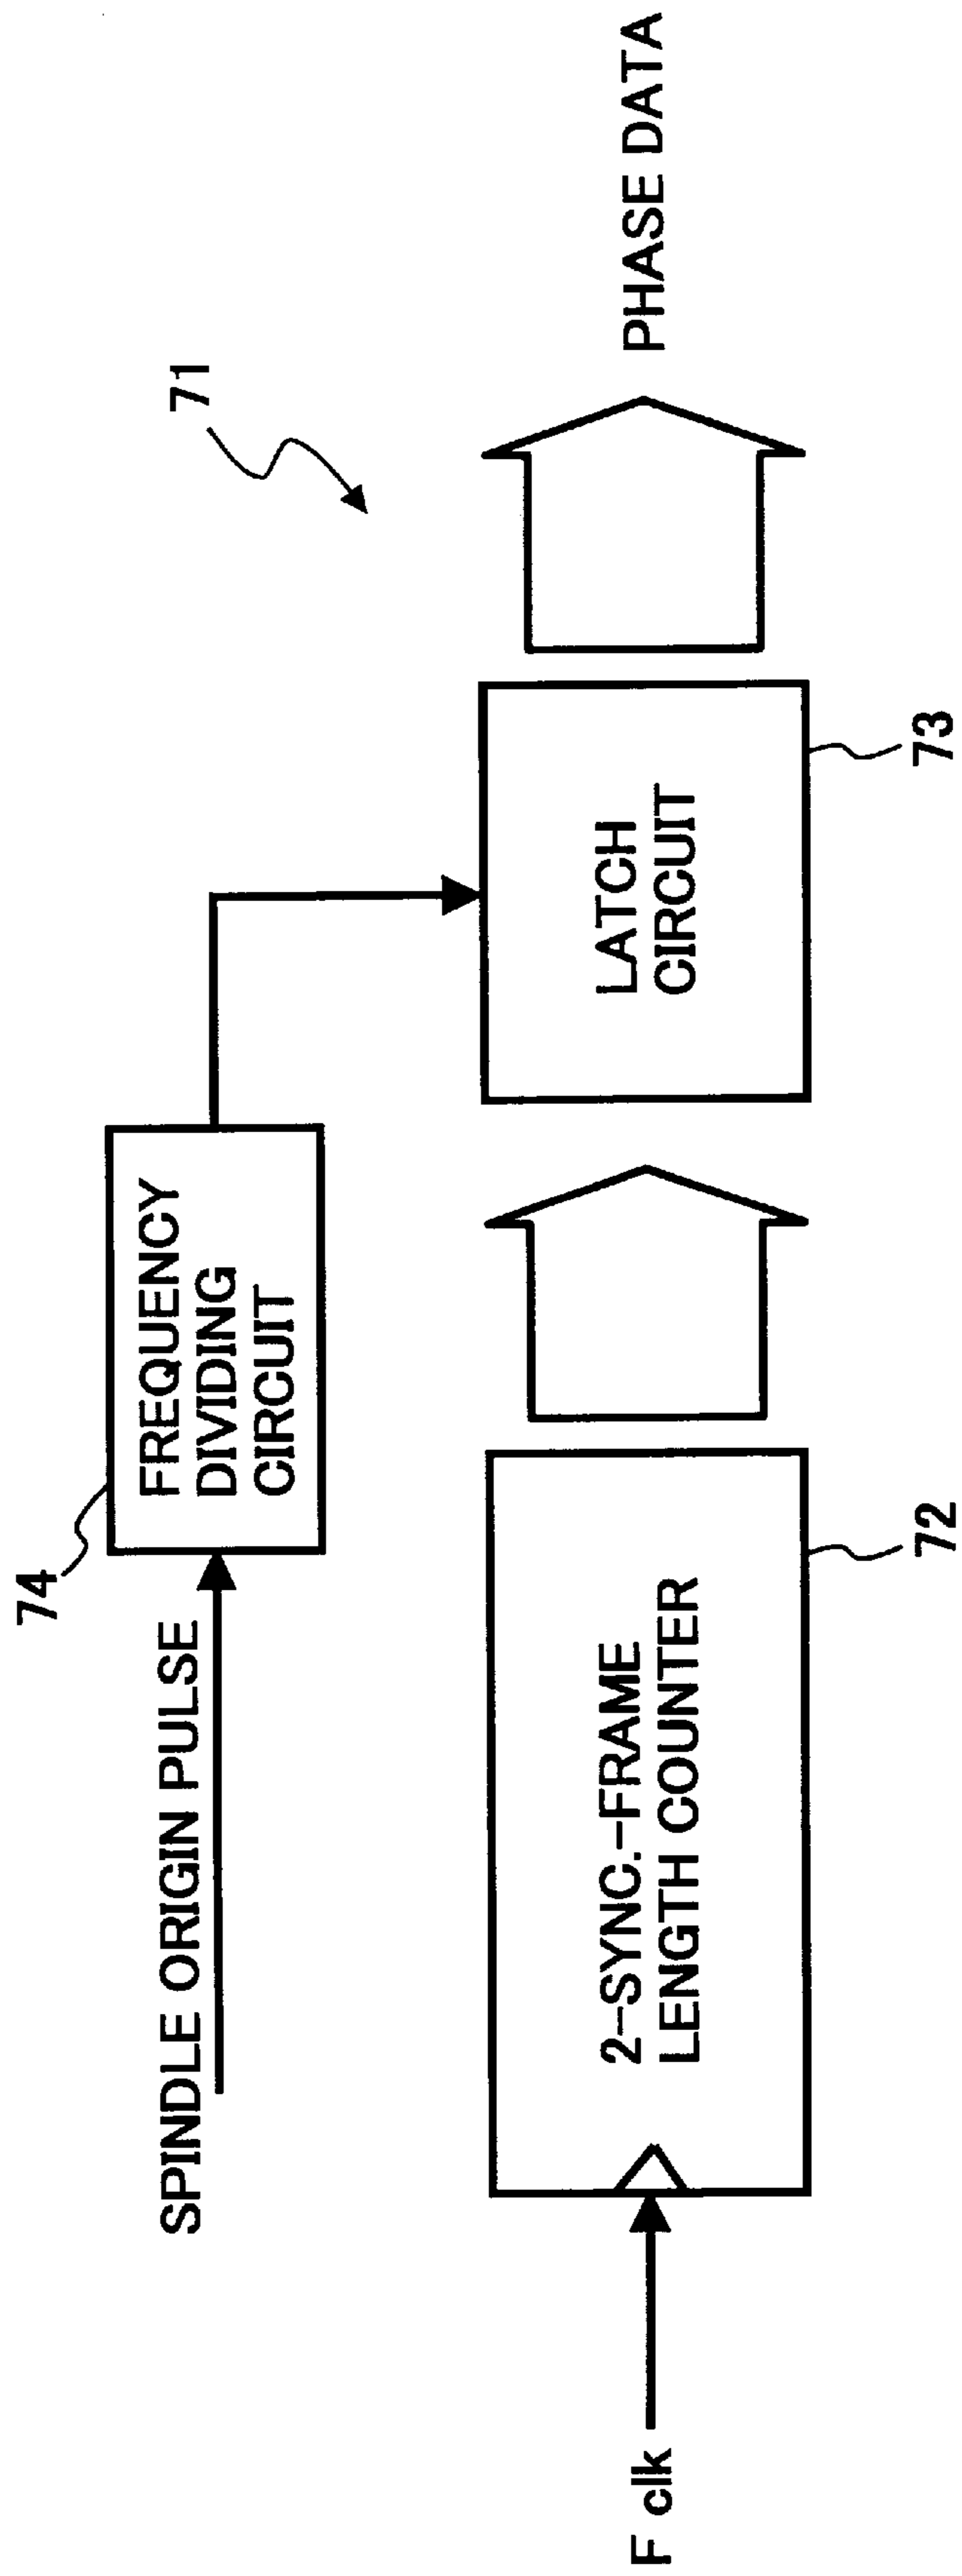 74
SPINDLE ORIGIN PULSE
FREQUENCY
DIVIDING
CIRCUIT
71
F clk
2-SYNC.-FRAME
LENGTH COUNTER
72
LATCH
CIRCUIT
73
PHASE DATA